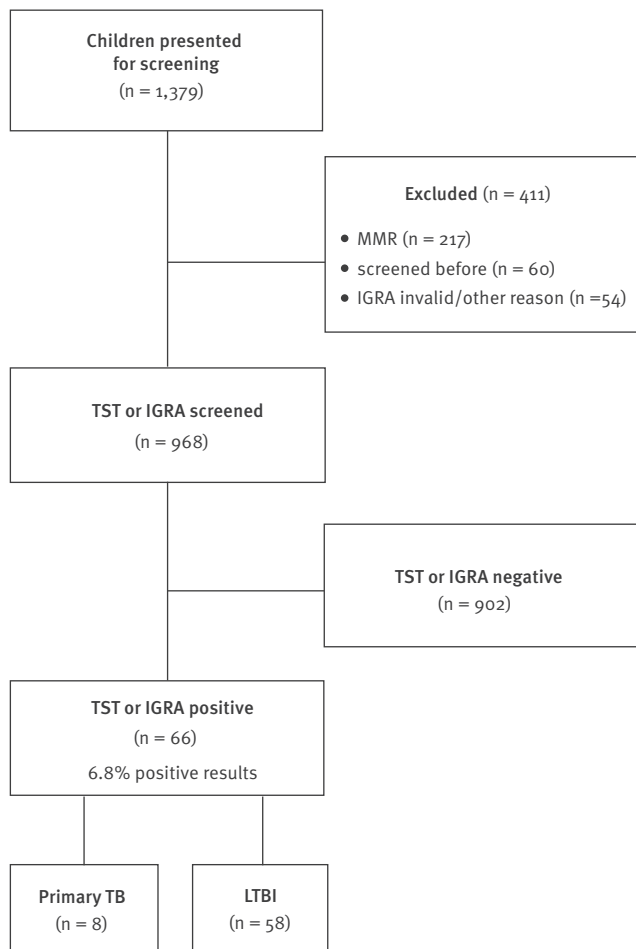 Children presented
for screening
(n = 1,379)
Excluded (n = 411)
• MMR (n = 217)
• screened before (n = 60)
• IGRA invalid/other reason (n =54)
TST or IGRA screened
(n = 968)
TST or IGRA negative
(n = 902)
TST or IGRA positive
(n = 66)
6.8% positive results
Primary TB
(n = 8)
LTBI
(n = 58)